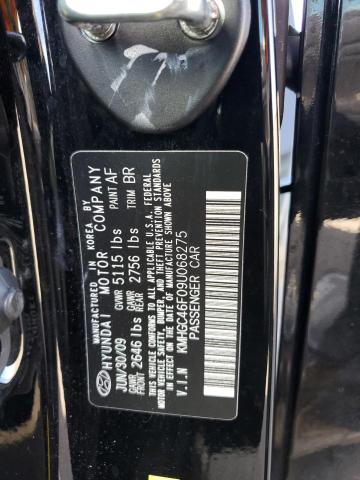 MANUFACTURED IN KOREA BY
HYUNDAI MOTOR COMPANY
JUN/30/09 GVWR 5115 lbs PAINT AF
GAWR FRONT 2646 lbs GAWR REAR 2756 lbs TRIM BR
THIS VEHICLE CONFORMS TO ALL APPLICABLE U.S.A. FEDERAL
MOTOR VEHICLE SAFETY, BUMPER, AND THEFT PREVENTION
STANDARDS IN EFFECT ON THE DATE OF MANUFACTURE SHOWN ABOVE
V.I.N KMHGC46F09U068275
PASSENGER CAR